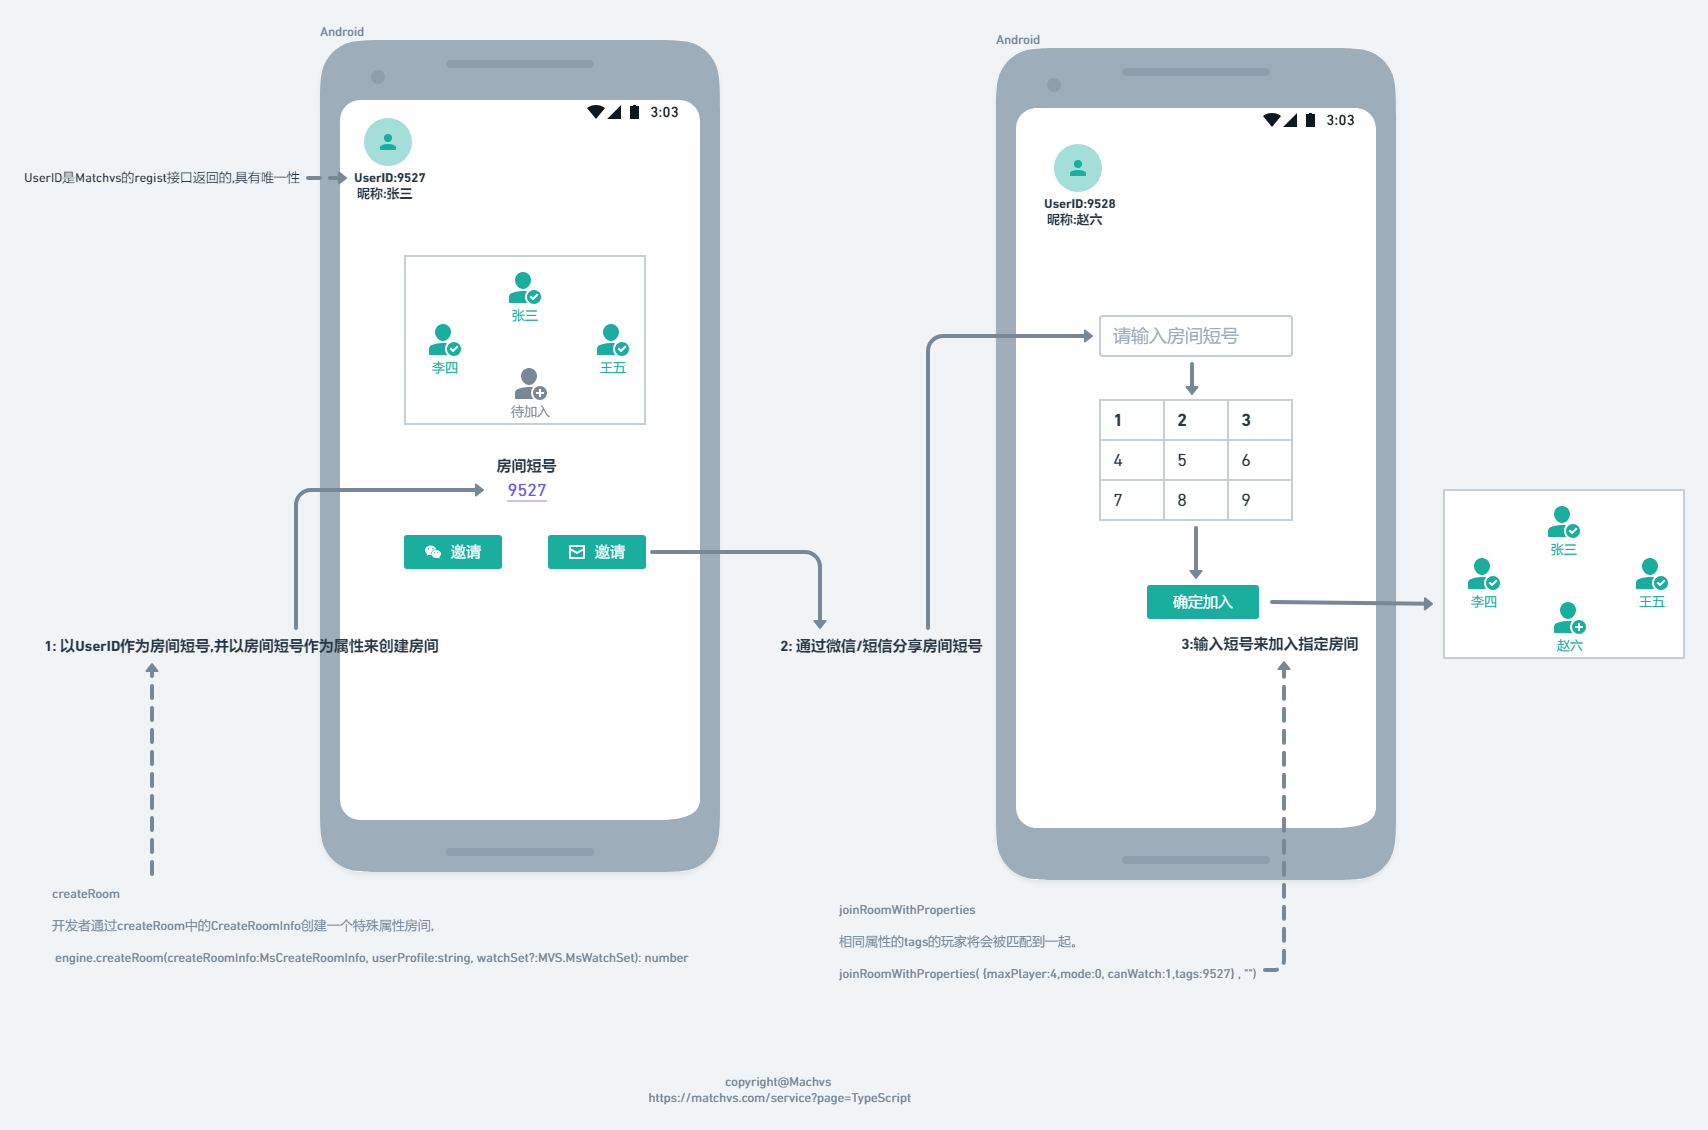 Android
3:03
UserID:9527
昵称:张三
UserID是Matchvs的regist接口返回的,具有唯一性
张三
李四
王五
待加入
房间短号
9527
邀请
邀请
1: 以UserID作为房间短号,并以房间短号作为属性来创建房间
createRoom
开发者通过createRoom中的CreateRoomInfo创建一个特殊属性房间,
engine.createRoom(createRoomInfo:MsCreateRoomInfo, userProfile:string, watchSet?:MVS.MsWatchSet): number
2: 通过微信/短信分享房间短号
Android
3:03
UserID:9528
昵称:赵六
请输入房间短号
1 2 3
4 5 6
7 8 9
确定加入
3:输入短号来加入指定房间
张三
李四
王五
赵六
joinRoomWithProperties
相同属性的tags的玩家将会被匹配到一起。
joinRoomWithProperties( {maxPlayer:4,mode:0, canWatch:1,tags:9527} , "")
copyright@Machvs
https://matchvs.com/service?page=TypeScript